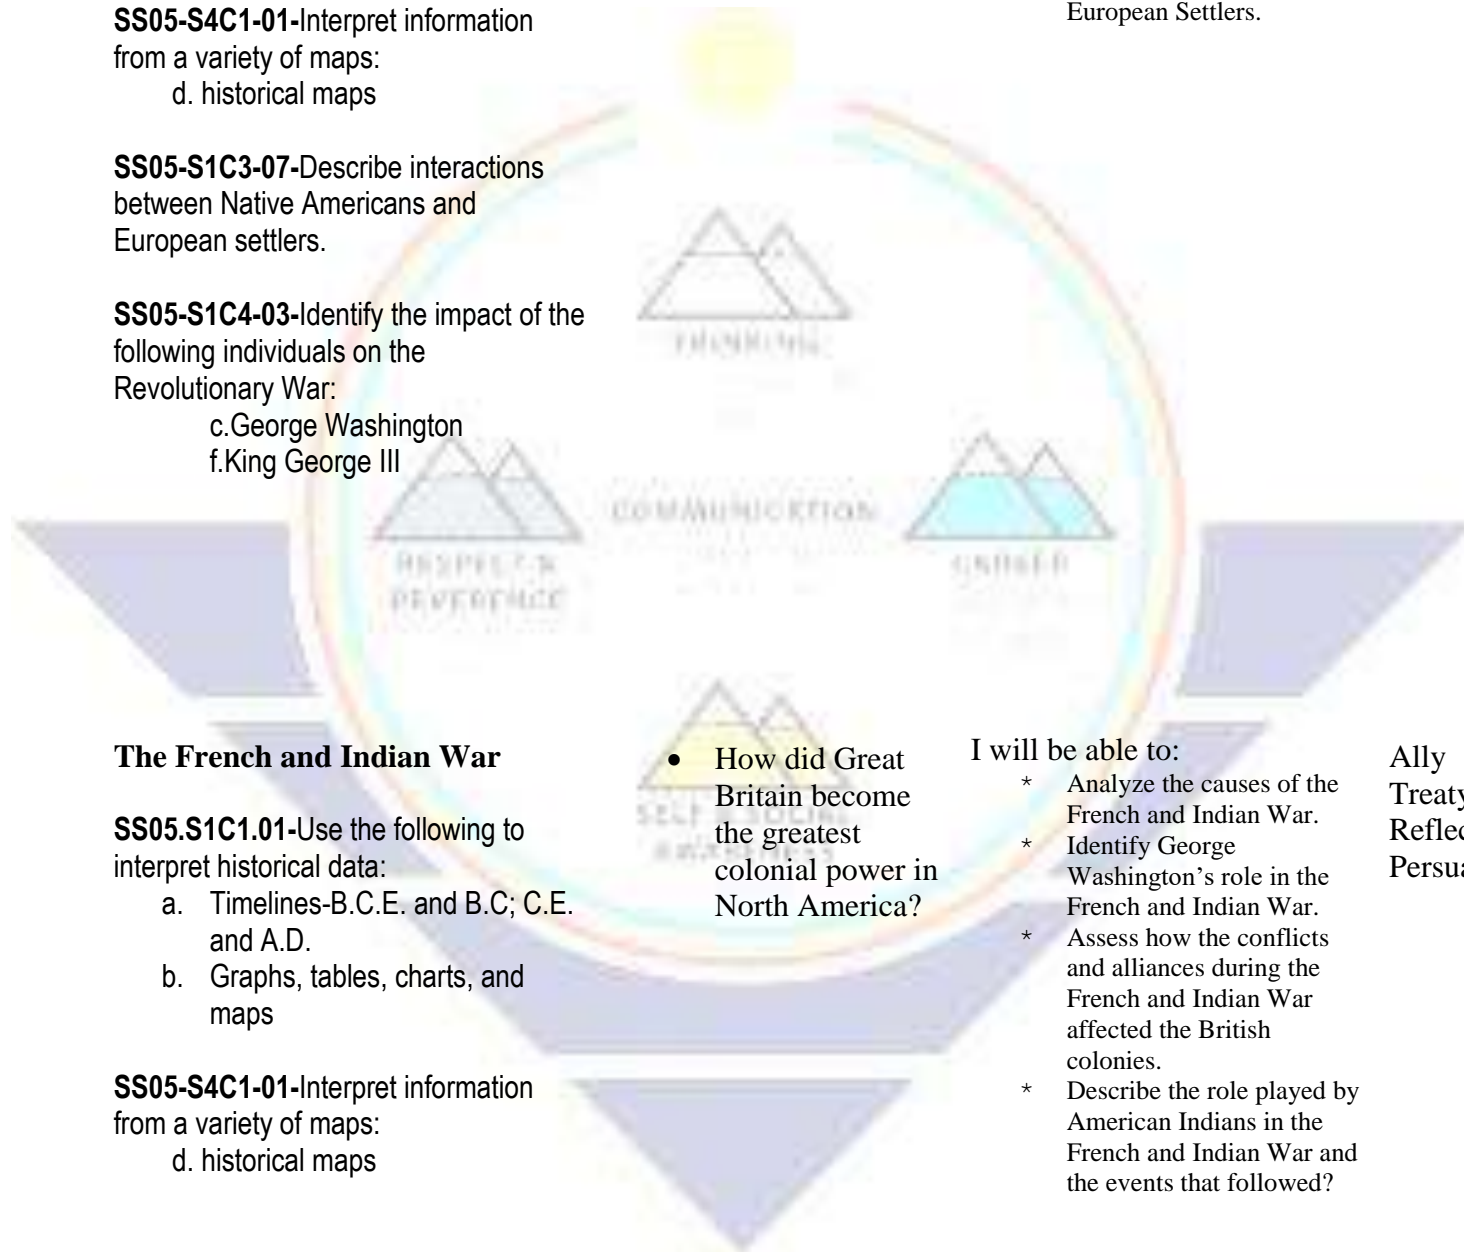 SS05-S4C1-01-Interpret information
from a variety of maps:
d. historical maps
SS05-S1C3-07-Describe interactions
between Native Americans and
European settlers.
SS05-S1C4-03-Identify the impact of the
following individuals on the
Revolutionary War:
c.George Washington
f.King George III
European Settlers.
THINKING
COMMUNICATION
RESPECT &
REVERENCE
CAREER
SELF & SOCIAL
AWARENESS
The French and Indian War
SS05.S1C1.01-Use the following to
interpret historical data:
a. Timelines-B.C.E. and B.C; C.E.
and A.D.
b. Graphs, tables, charts, and
maps
SS05-S4C1-01-Interpret information
from a variety of maps:
d. historical maps
• How did Great
Britain become
the greatest
colonial power in
North America?
I will be able to:
* Analyze the causes of the
French and Indian War.
* Identify George
Washington’s role in the
French and Indian War.
* Assess how the conflicts
and alliances during the
French and Indian War
affected the British
colonies.
* Describe the role played by
American Indians in the
French and Indian War and
the events that followed?
Ally
Treaty
Reflec
Persua